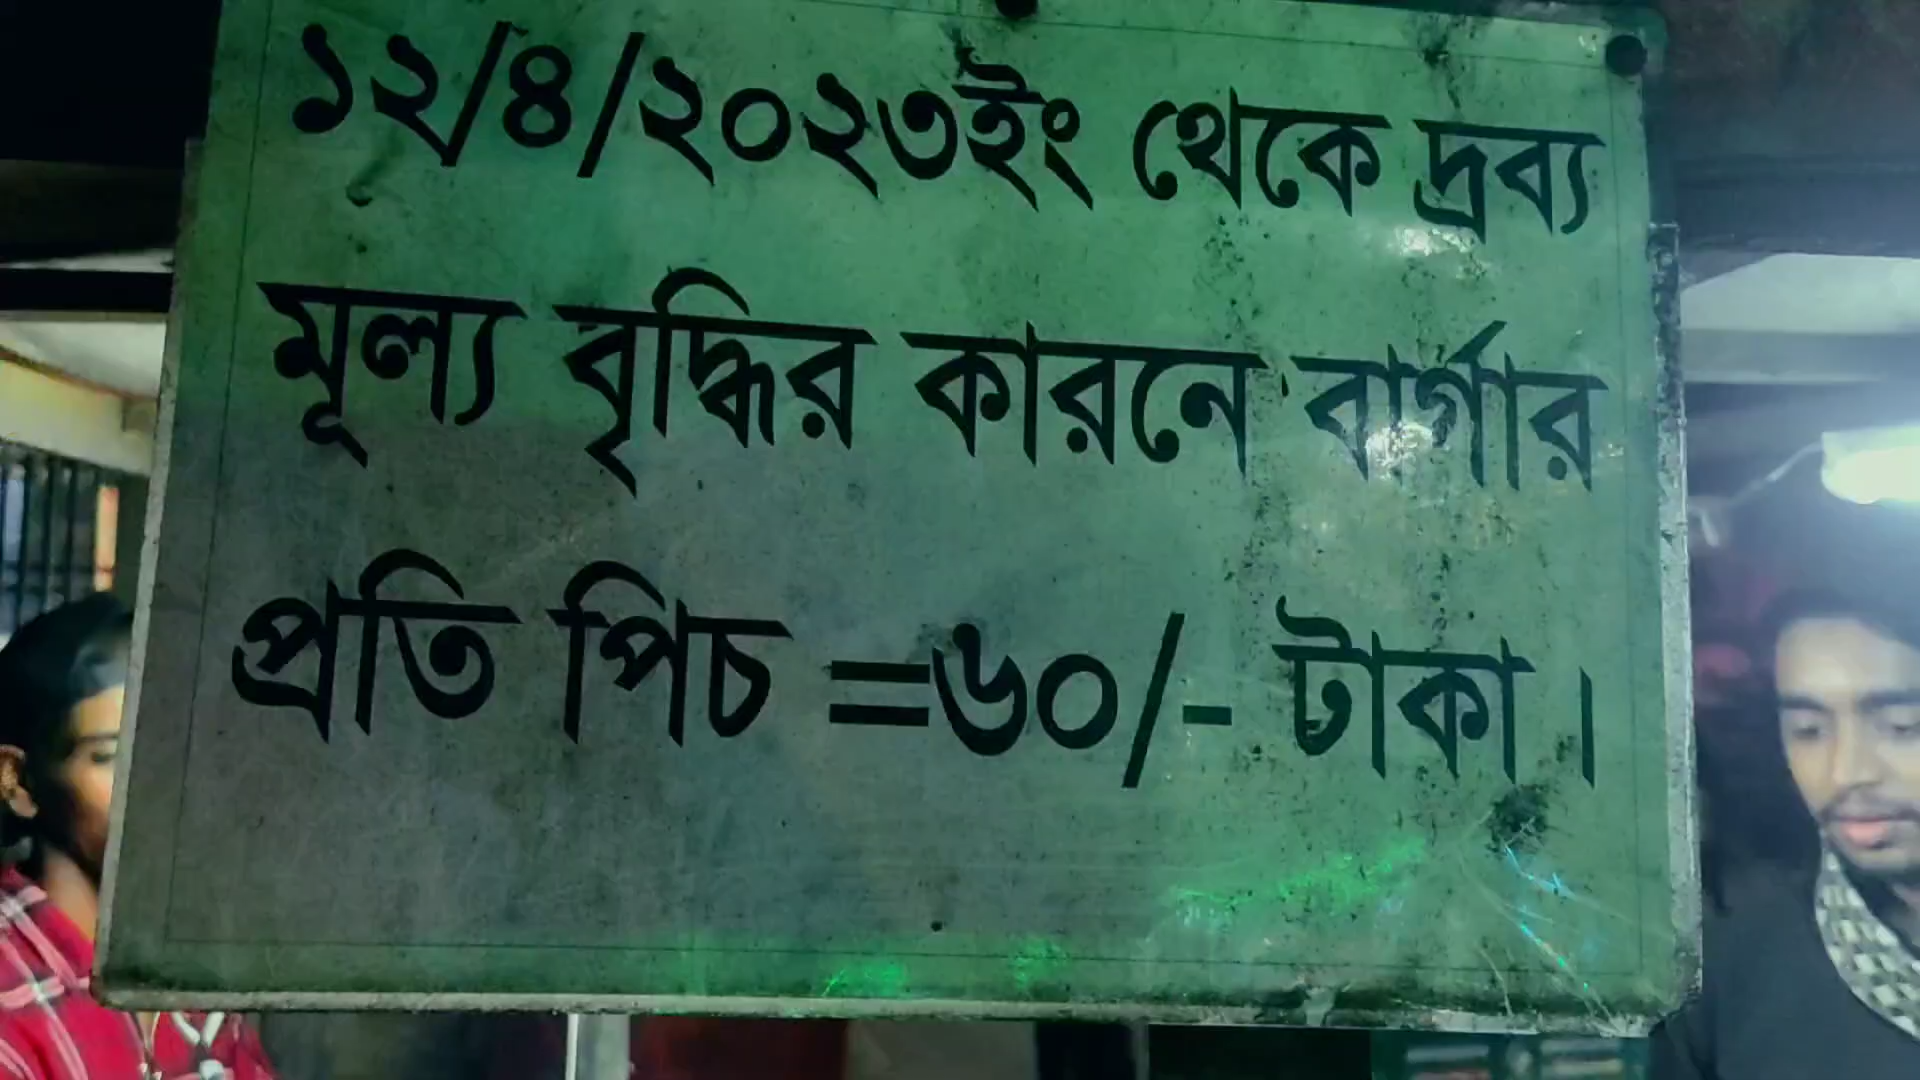 ১২/৪/২০২৩ইং থেকে দ্রব্য
মূল্য বৃদ্ধির কারনে বার্গার
প্রতি পিচ =৬০/- টাকা।